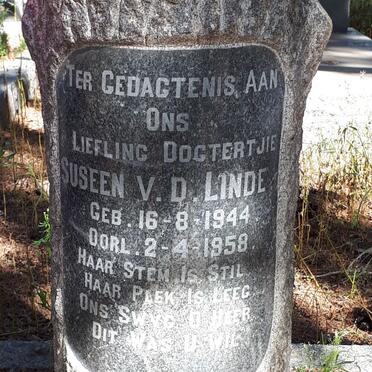 TER GEDAGTENIS AAN
ONS
LIEFLING DOGTERTJIE
SUSEEN V. D. LINDE
GEB. 16-8-1944
OORL. 2-4-1958
HAAR STEM IS STIL
HAAR PLEK IS LEEG
ONS SWYG O HEER
DIT WAS U WIL